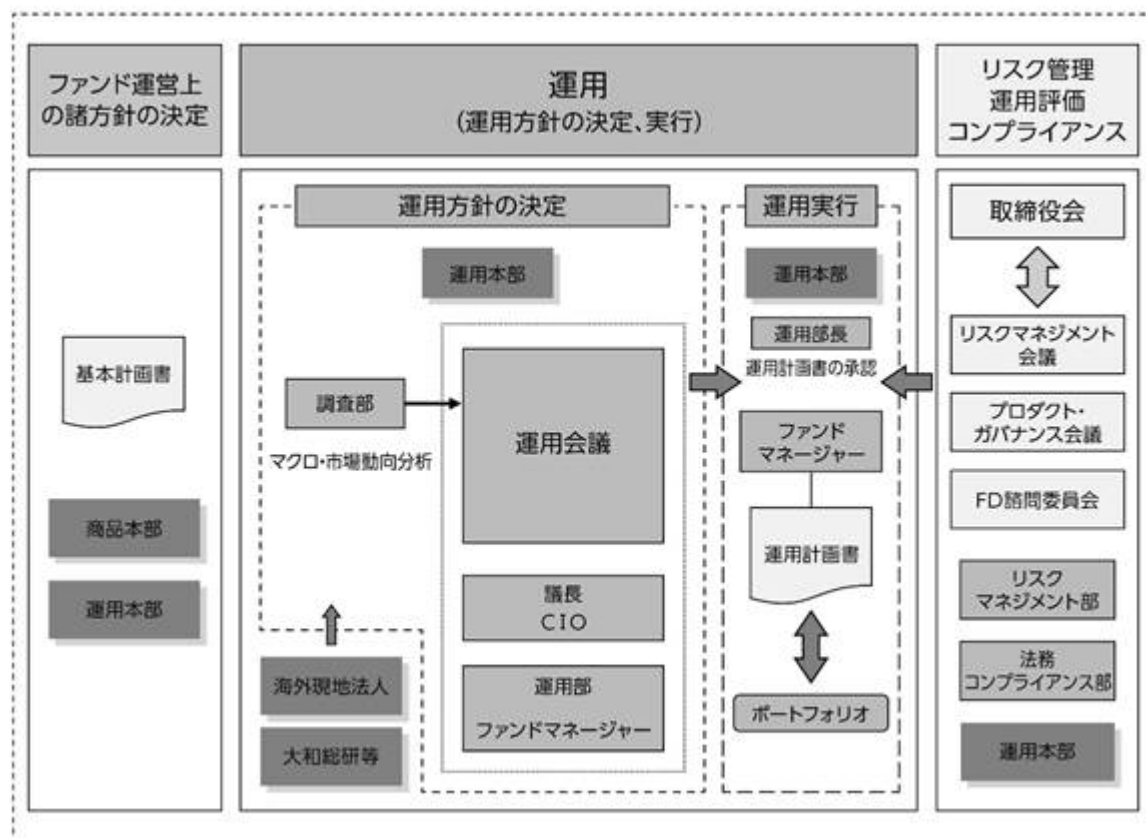 ファンド運営上
の諸方針の決定
運用
(運用方針の決定、実行)
リスク管理
運用評価
コンプライアンス
基本計画書
商品本部
運用本部
運用方針の決定
運用本部
調査部
マクロ・市場動向分析
運用会議
議長
CIO
運用部
ファンドマネージャー
海外現地法人
大和総研等
運用実行
運用本部
運用部長
運用計画書の承認
ファンド
マネージャー
運用計画書
ポートフォリオ
取締役会
リスクマネジメント
会議
プロダクト・
ガバナンス会議
FD諮問委員会
リスク
マネジメント部
法務
コンプライアンス部
運用本部